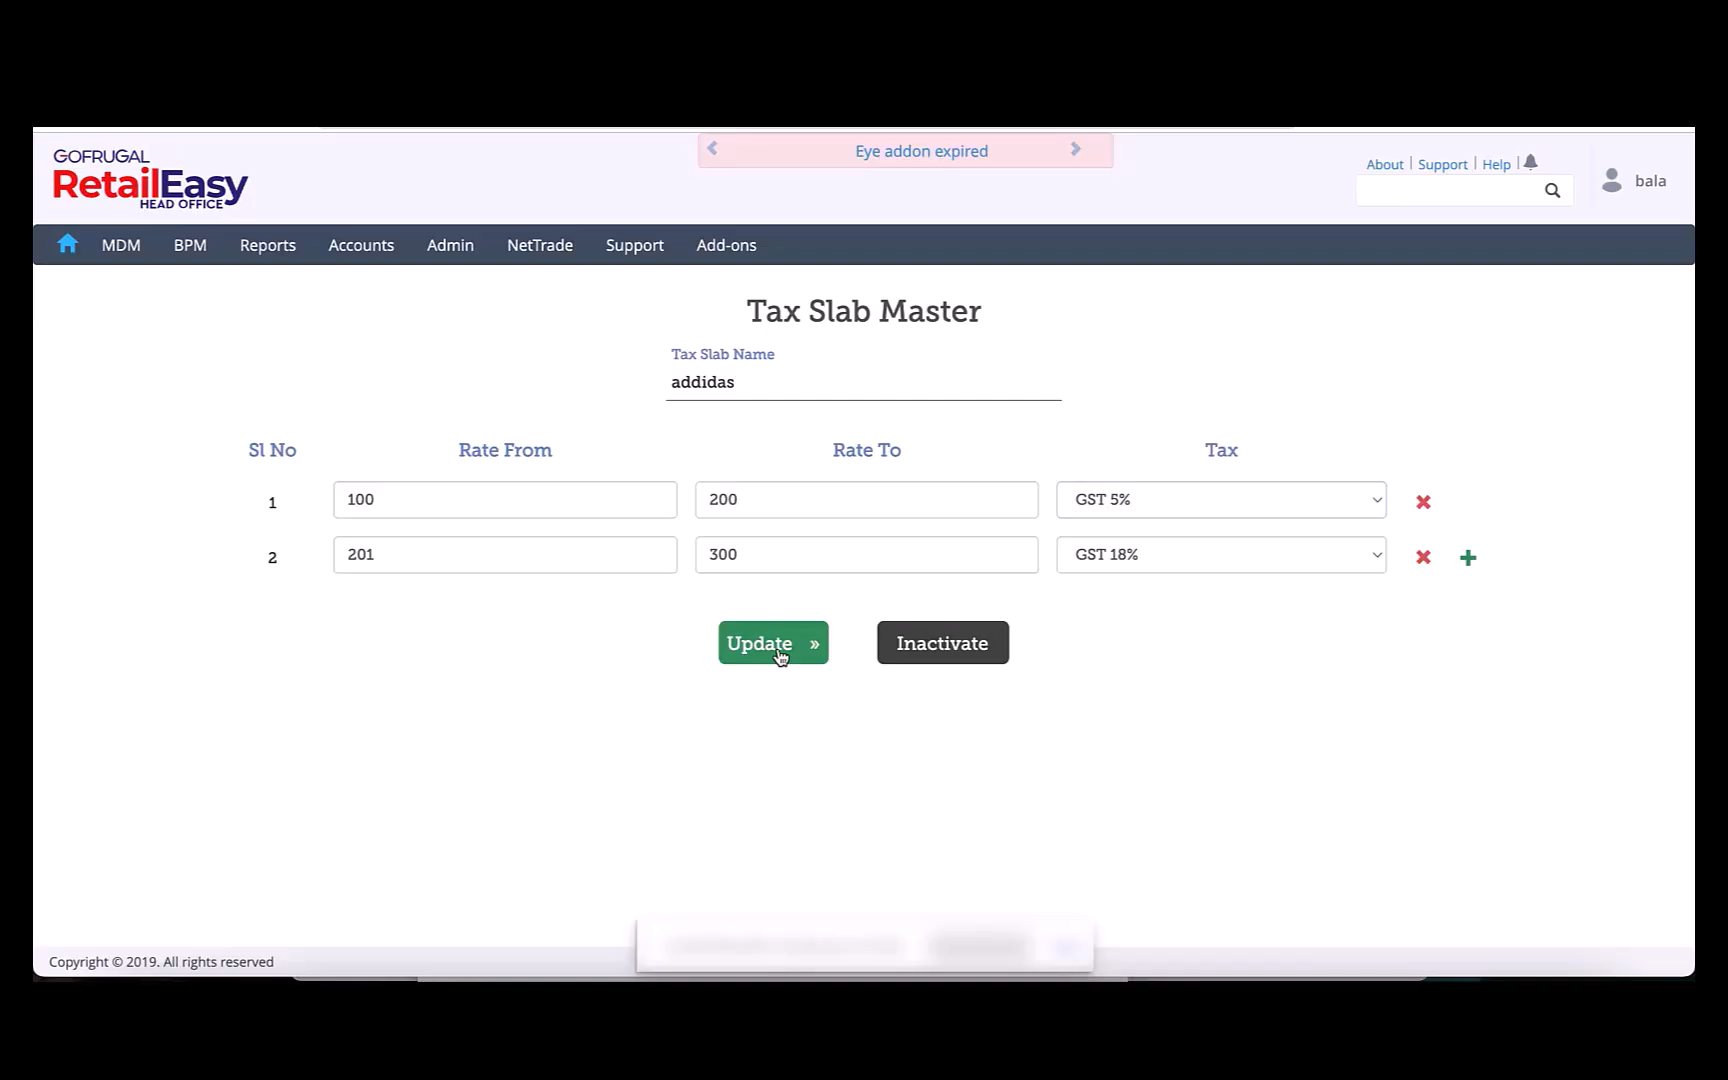 Eye addon expired
GOFRUGAL
RetailEasy
HEAD OFFICE
About | Support | Help |
bala
MDM BPM Reports Accounts Admin NetTrade Support Add-ons
Tax Slab Master
Tax Slab Name
addidas
Sl No Rate From Rate To Tax
1 100 200 GST 5%
2 201 300 GST 18%
Update » Inactivate
Copyright © 2019. All rights reserved